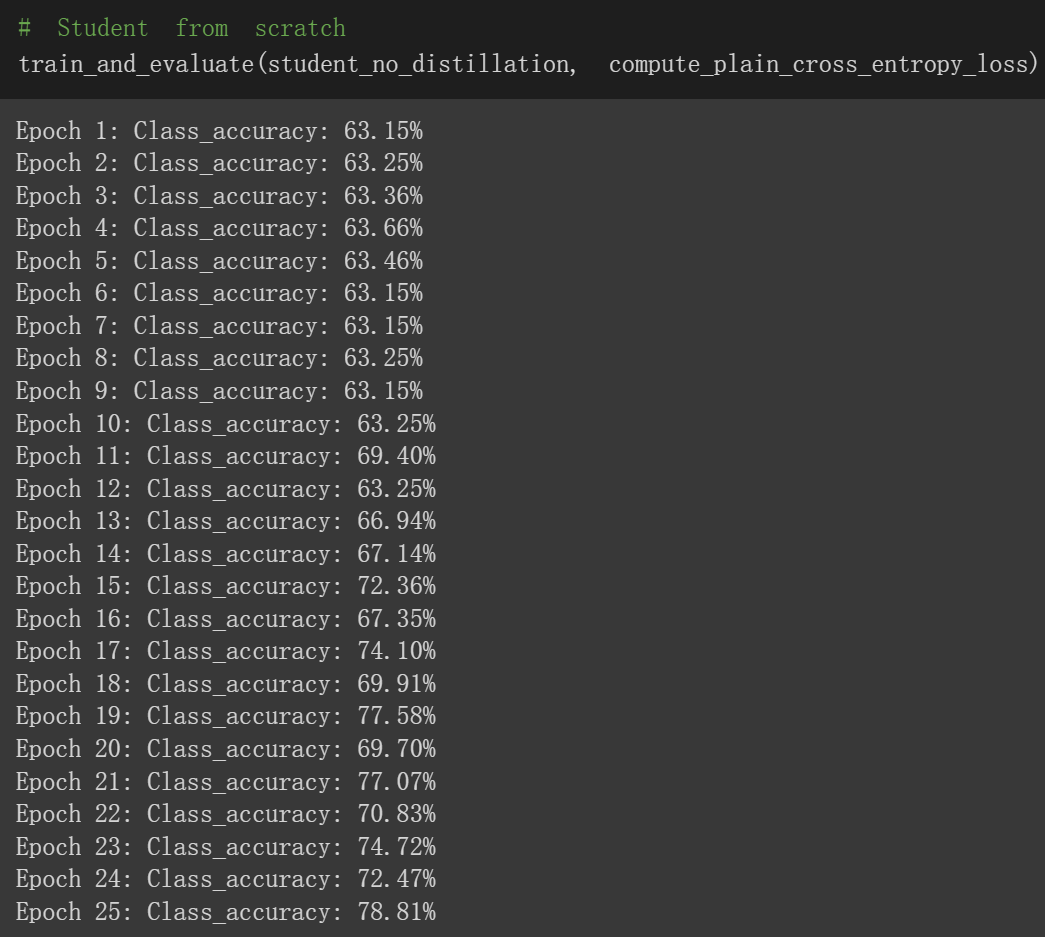 # Student from scratch
train_and_evaluate(student_no_distillation, compute_plain_cross_entropy_loss)
Epoch 1: Class_accuracy: 63.15%
Epoch 2: Class_accuracy: 63.25%
Epoch 3: Class_accuracy: 63.36%
Epoch 4: Class_accuracy: 63.66%
Epoch 5: Class_accuracy: 63.46%
Epoch 6: Class_accuracy: 63.15%
Epoch 7: Class_accuracy: 63.15%
Epoch 8: Class_accuracy: 63.25%
Epoch 9: Class_accuracy: 63.15%
Epoch 10: Class_accuracy: 63.25%
Epoch 11: Class_accuracy: 69.40%
Epoch 12: Class_accuracy: 63.25%
Epoch 13: Class_accuracy: 66.94%
Epoch 14: Class_accuracy: 67.14%
Epoch 15: Class_accuracy: 72.36%
Epoch 16: Class_accuracy: 67.35%
Epoch 17: Class_accuracy: 74.10%
Epoch 18: Class_accuracy: 69.91%
Epoch 19: Class_accuracy: 77.58%
Epoch 20: Class_accuracy: 69.70%
Epoch 21: Class_accuracy: 77.07%
Epoch 22: Class_accuracy: 70.83%
Epoch 23: Class_accuracy: 74.72%
Epoch 24: Class_accuracy: 72.47%
Epoch 25: Class_accuracy: 78.81%